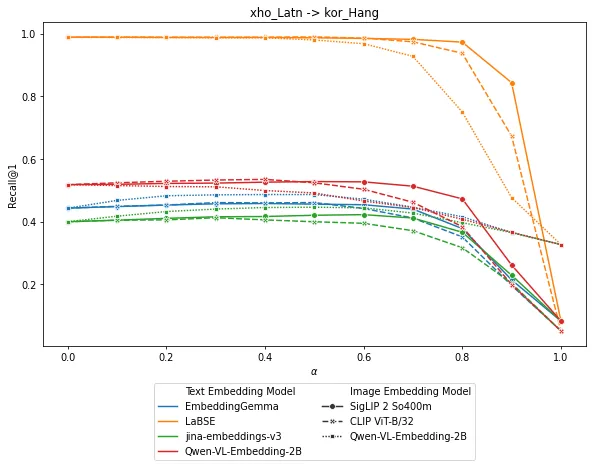 xho_Latn -> kor_Hang
Recall@1
1.0
0.8
0.6
0.4
0.2
0.0 0.2 0.4 0.6 0.8 1.0
α
Text Embedding Model Image Embedding Model
EmbeddingGemma SigLIP 2 So400m
LaBSE CLIP ViT-B/32
jina-embeddings-v3 Qwen-VL-Embedding-2B
Qwen-VL-Embedding-2B